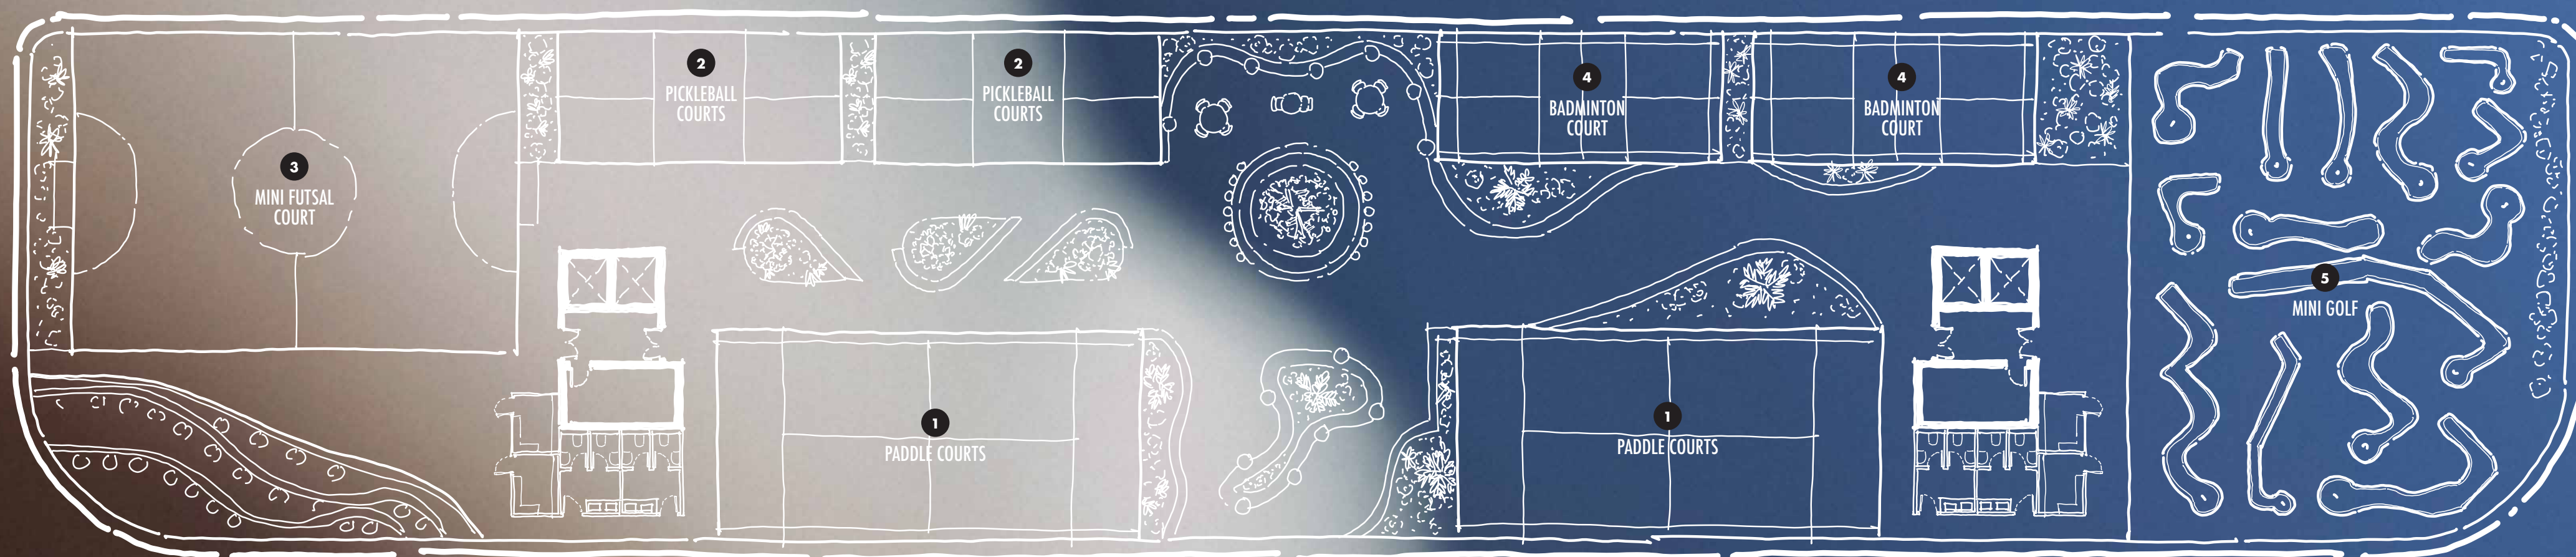 3
MINI FUTSAL
COURT
2
PICKLEBALL
COURTS
2
PICKLEBALL
COURTS
4
BADMINTON
COURT
4
BADMINTON
COURT
5
MINI GOLF
1
PADDLE COURTS
1
PADDLE COURTS